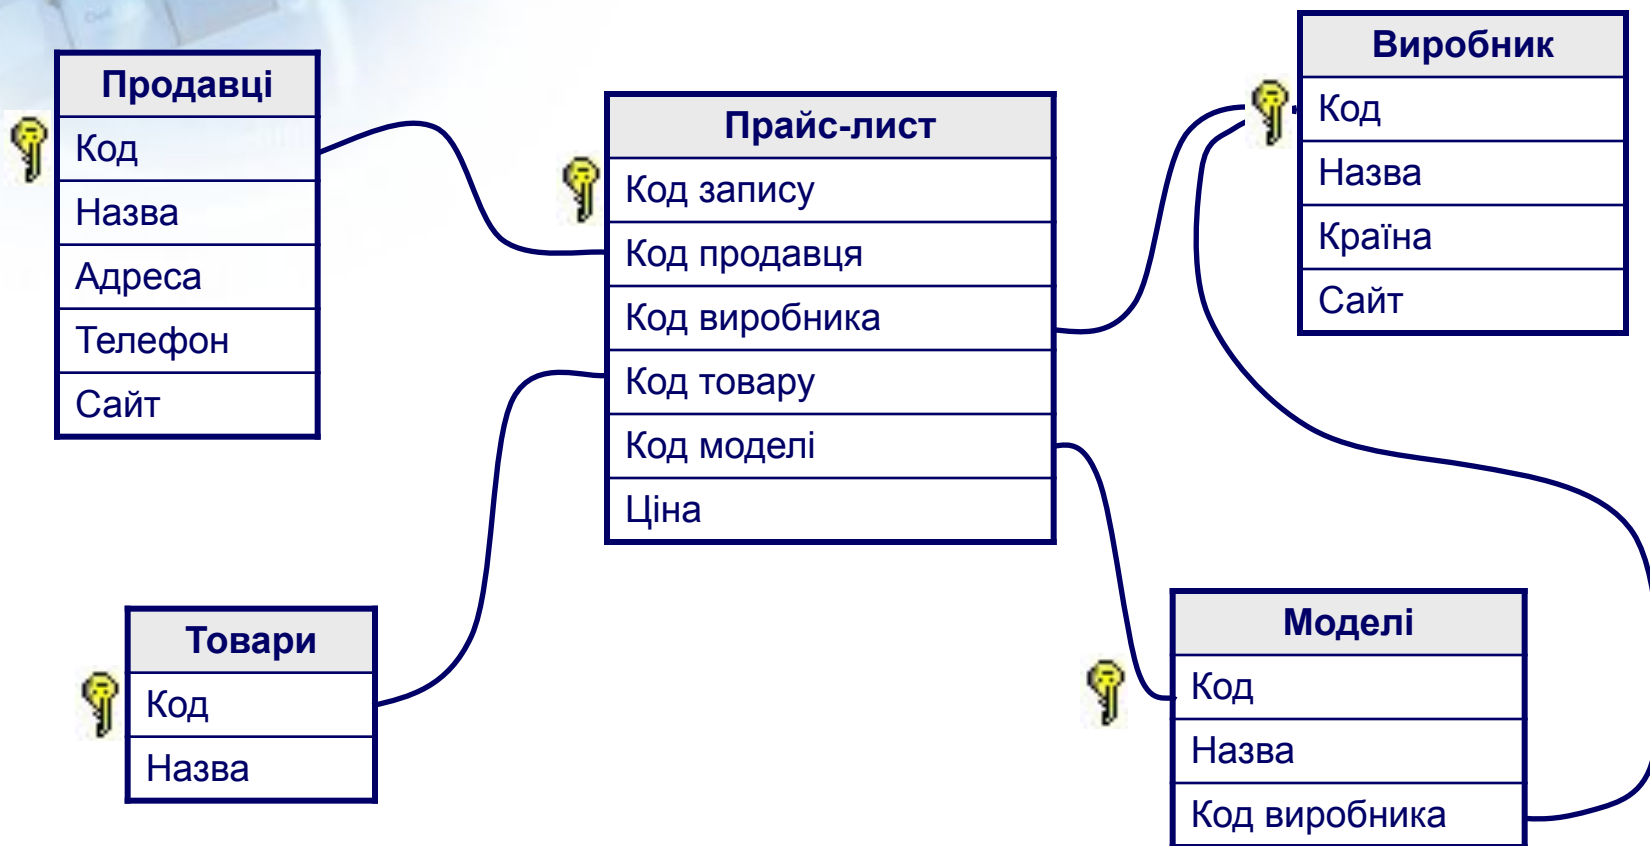 Продавці
Код
Назва
Адреса
Телефон
Сайт
Прайс-лист
Код запису
Код продавця
Код виробника
Код товару
Код моделі
Ціна
Виробник
Код
Назва
Країна
Сайт
Товари
Код
Назва
Моделі
Код
Назва
Код виробника